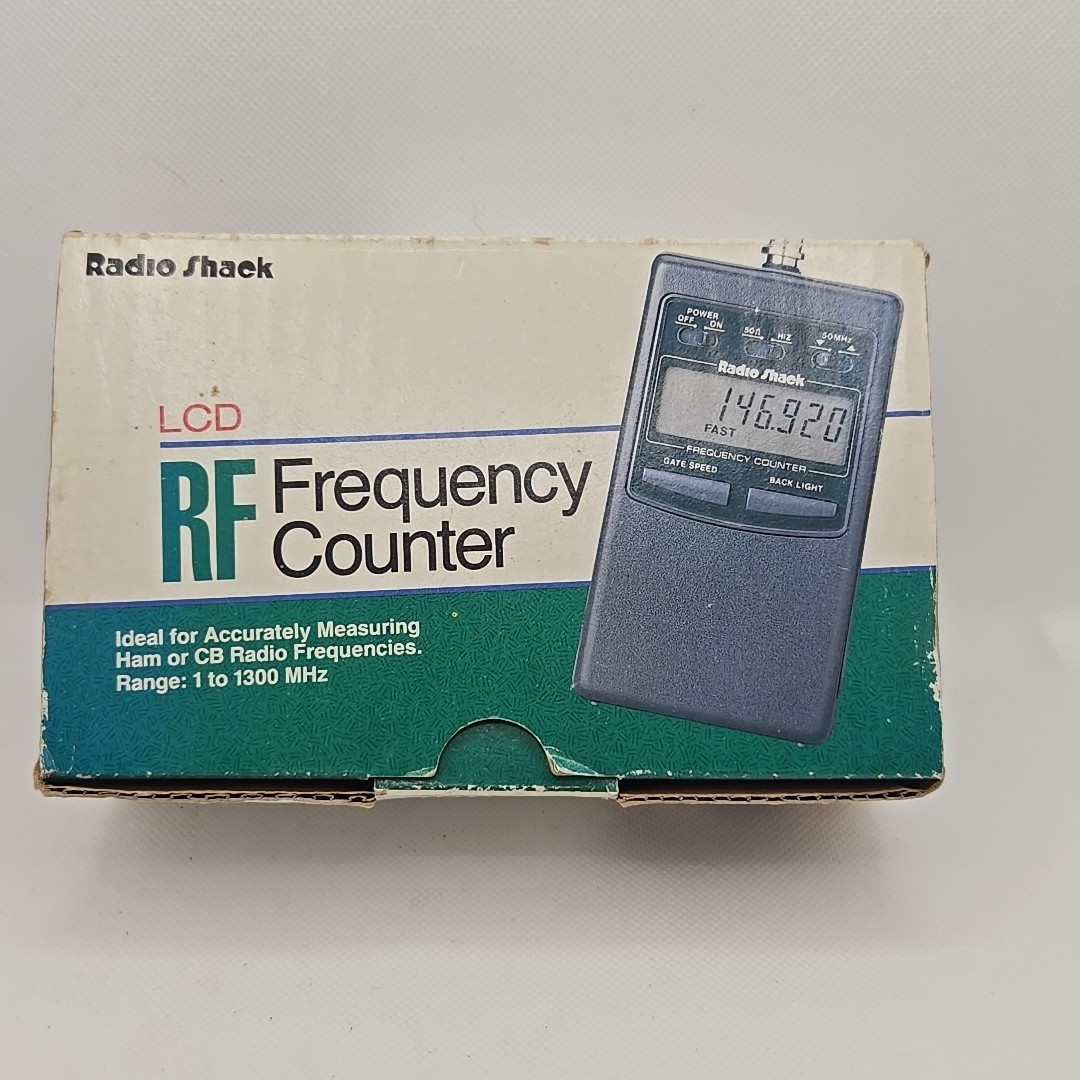 Radio Shack
LCD
RF Frequency
Counter
Ideal for Accurately Measuring
Ham or CB Radio Frequencies.
Range: 1 to 1300 MHz
POWER
OFF ON
50Ω HIZ
50MHz
Radio Shack
146.920
FAST
FREQUENCY COUNTER
GATE SPEED
BACK LIGHT